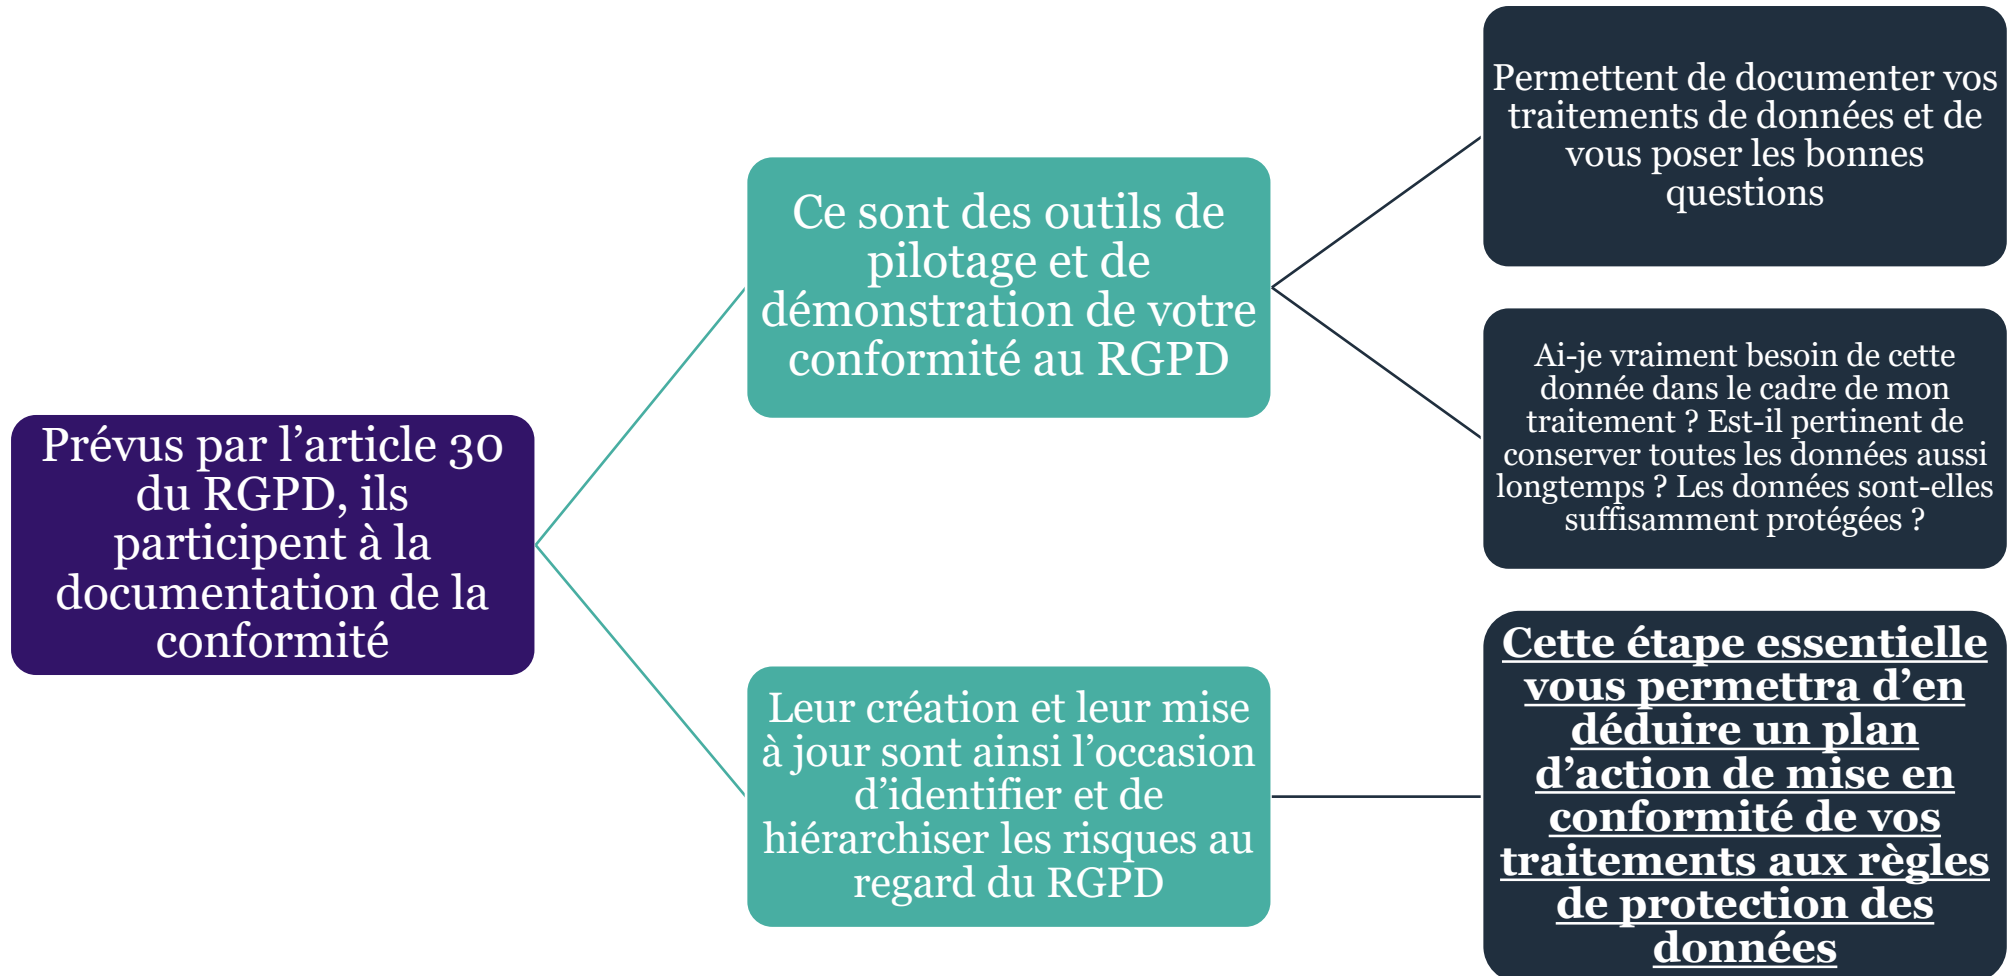 Prévus par l’article 30
du RGPD, ils
participent à la
documentation de la
conformité
Ce sont des outils de
pilotage et de
démonstration de votre
conformité au RGPD
Permettent de documenter vos
traitements de données et de
vous poser les bonnes
questions
Ai-je vraiment besoin de cette
donnée dans le cadre de mon
traitement ? Est-il pertinent de
conserver toutes les données aussi
longtemps ? Les données sont-elles
suffisamment protégées ?
Leur création et leur mise
à jour sont ainsi l’occasion
d’identifier et de
hiérarchiser les risques au
regard du RGPD
Cette étape essentielle
vous permettra d’en
déduire un plan
d’action de mise en
conformité de vos
traitements aux règles
de protection des
données